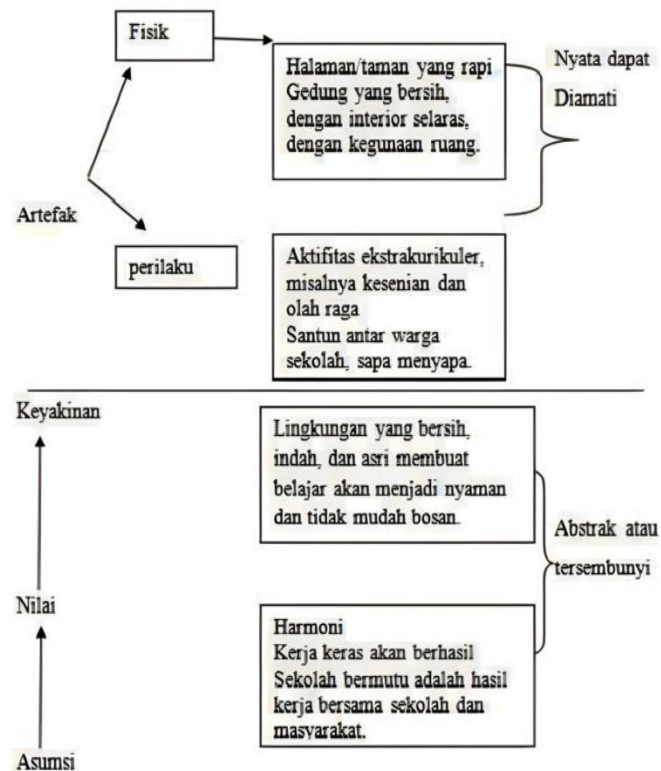 Fisik
Halaman/taman yang rapi
Gedung yang bersih,
dengan interior selaras,
dengan kegunaan ruang.
Nyata dapat
Diamati
Artefak
perilaku
Aktifitas ekstrakurikuler,
misalnya kesenian dan
olah raga
Santun antar warga
sekolah, sapa menyapa.
Keyakinan
Lingkungan yang bersih,
indah, dan asri membuat
belajar akan menjadi nyaman
dan tidak mudah bosan.
Abstrak atau
tersembunyi
Nilai
Harmoni
Kerja keras akan berhasil
Sekolah bermutu adalah hasil
kerja bersama sekolah dan
masyarakat.
Asumsi